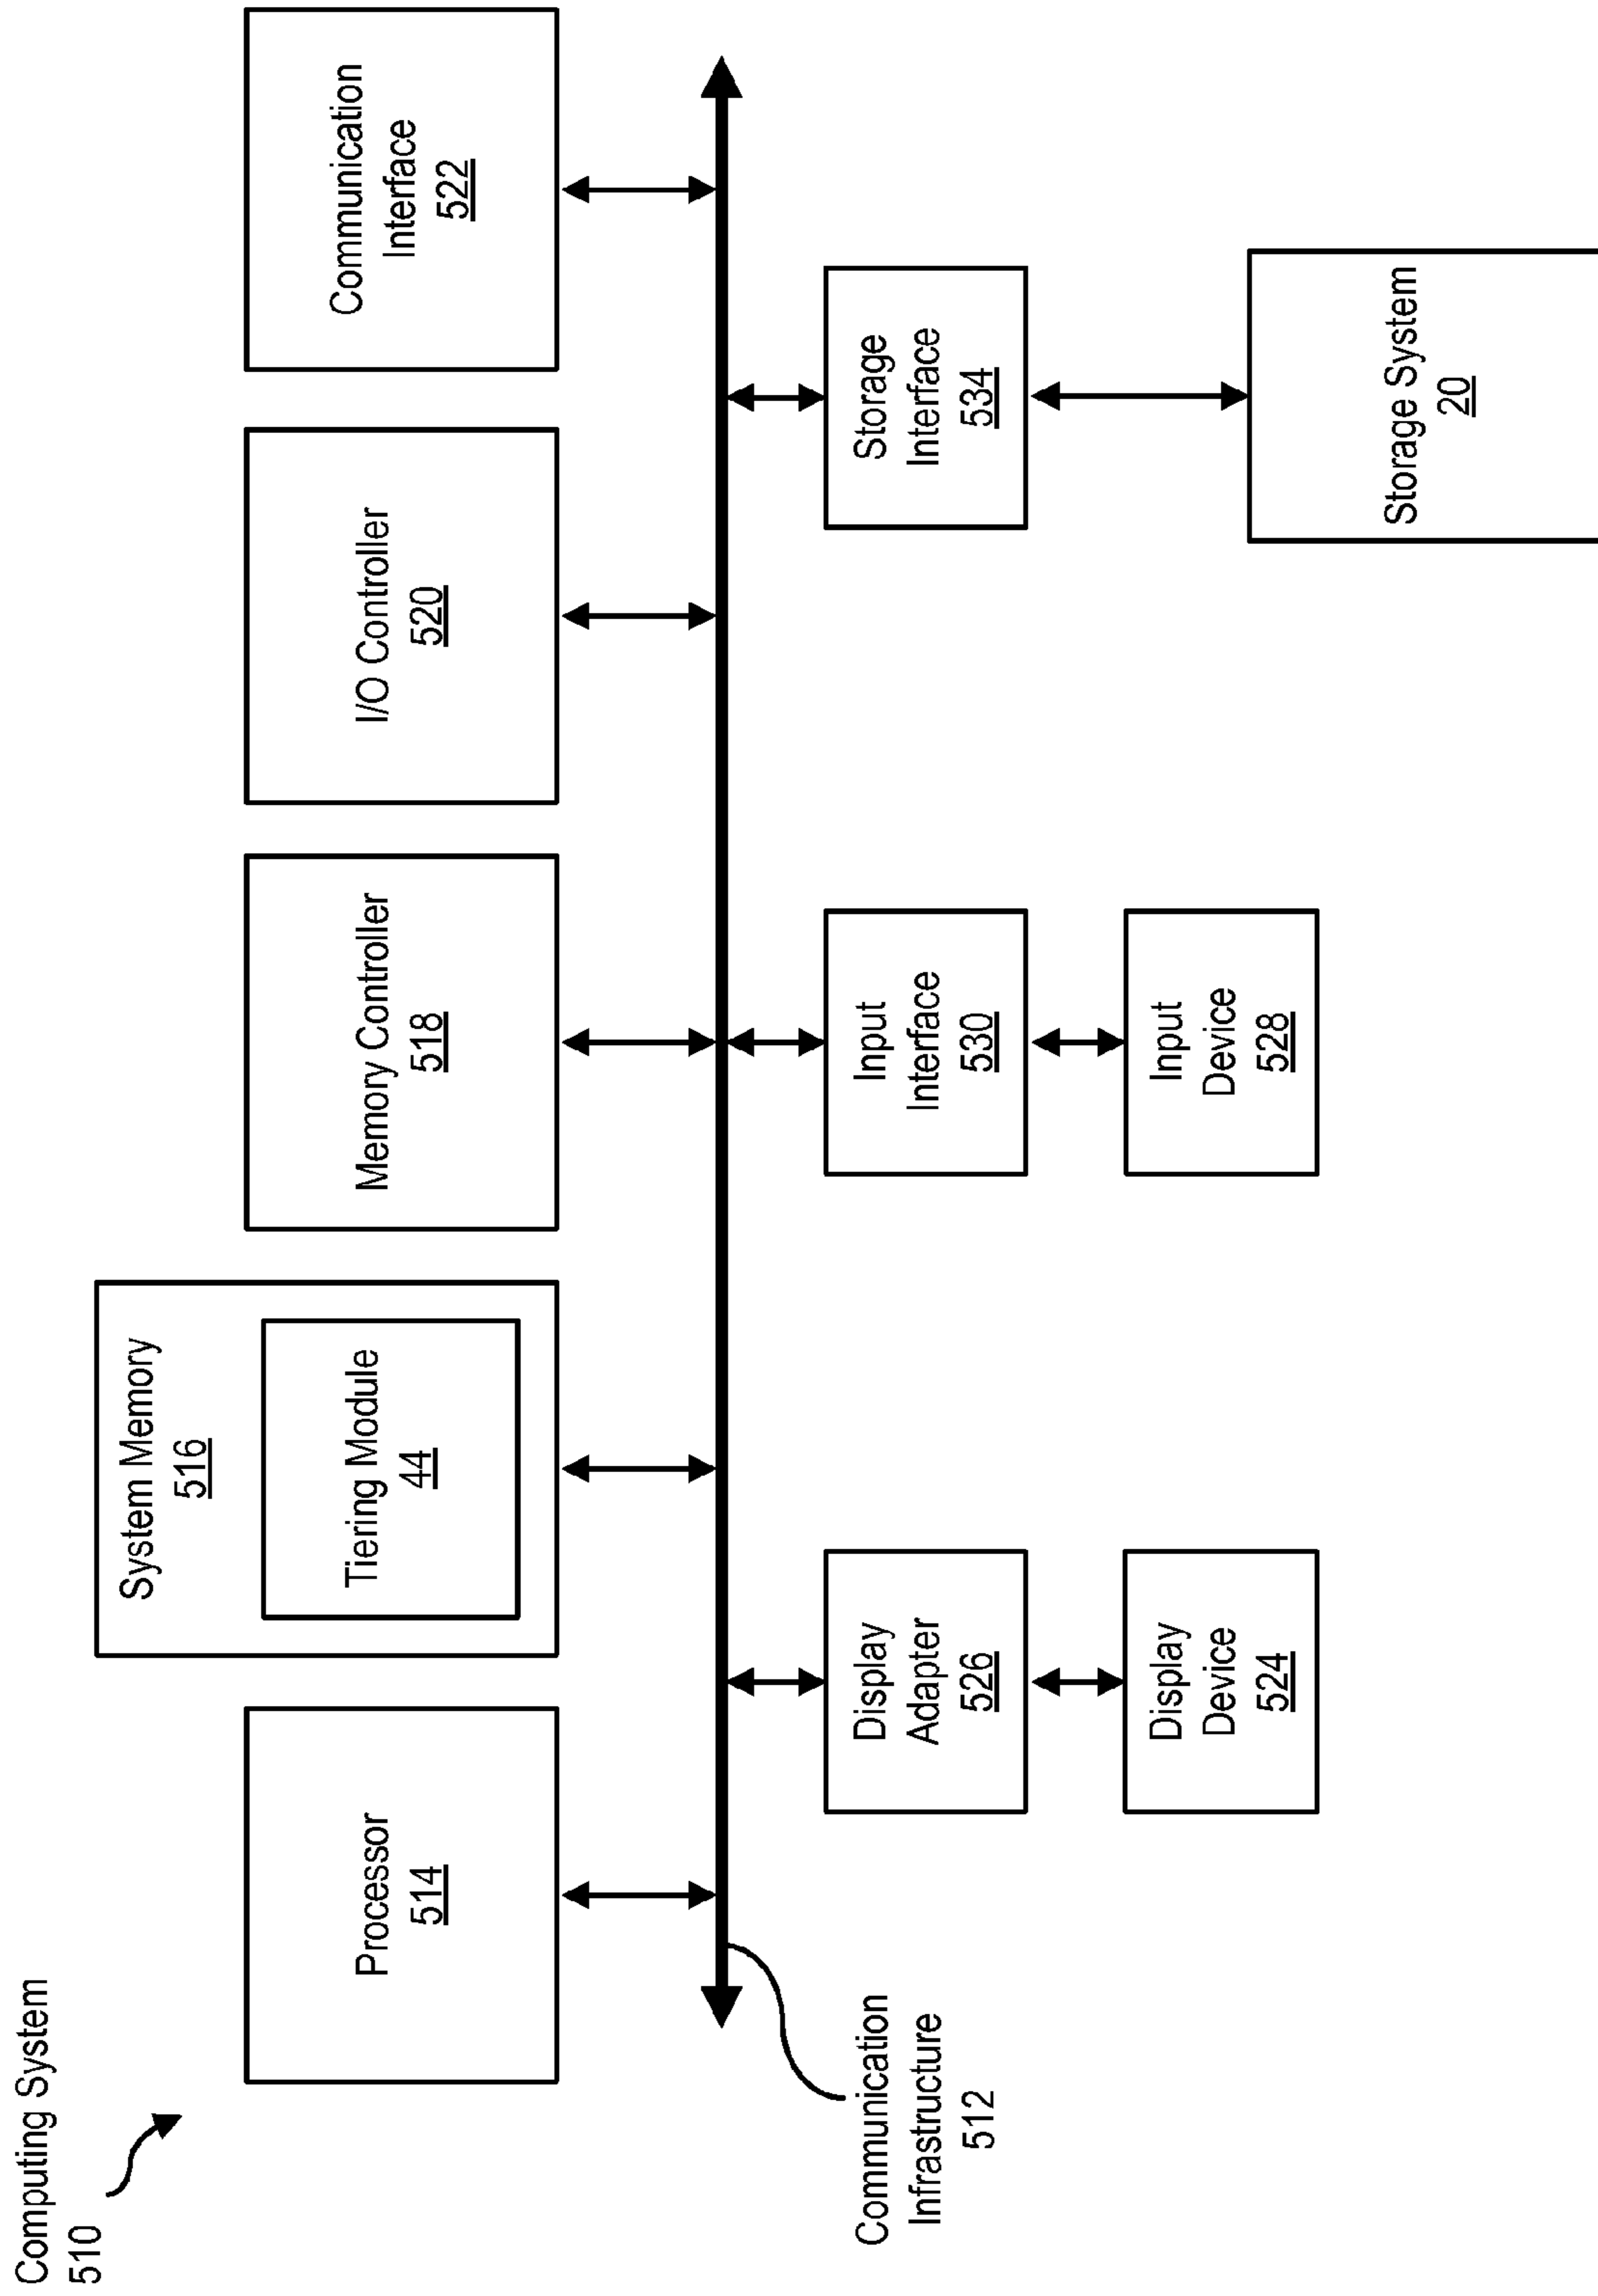 Computing System
510
Processor
514
System Memory
516
Tiering Module
44
Memory Controller
518
I/O Controller
520
Communication
Interface
522
Communication
Infrastructure
512
Display
Adapter
526
Input
Interface
530
Storage
Interface
534
Display
Device
524
Input
Device
528
Storage System
20